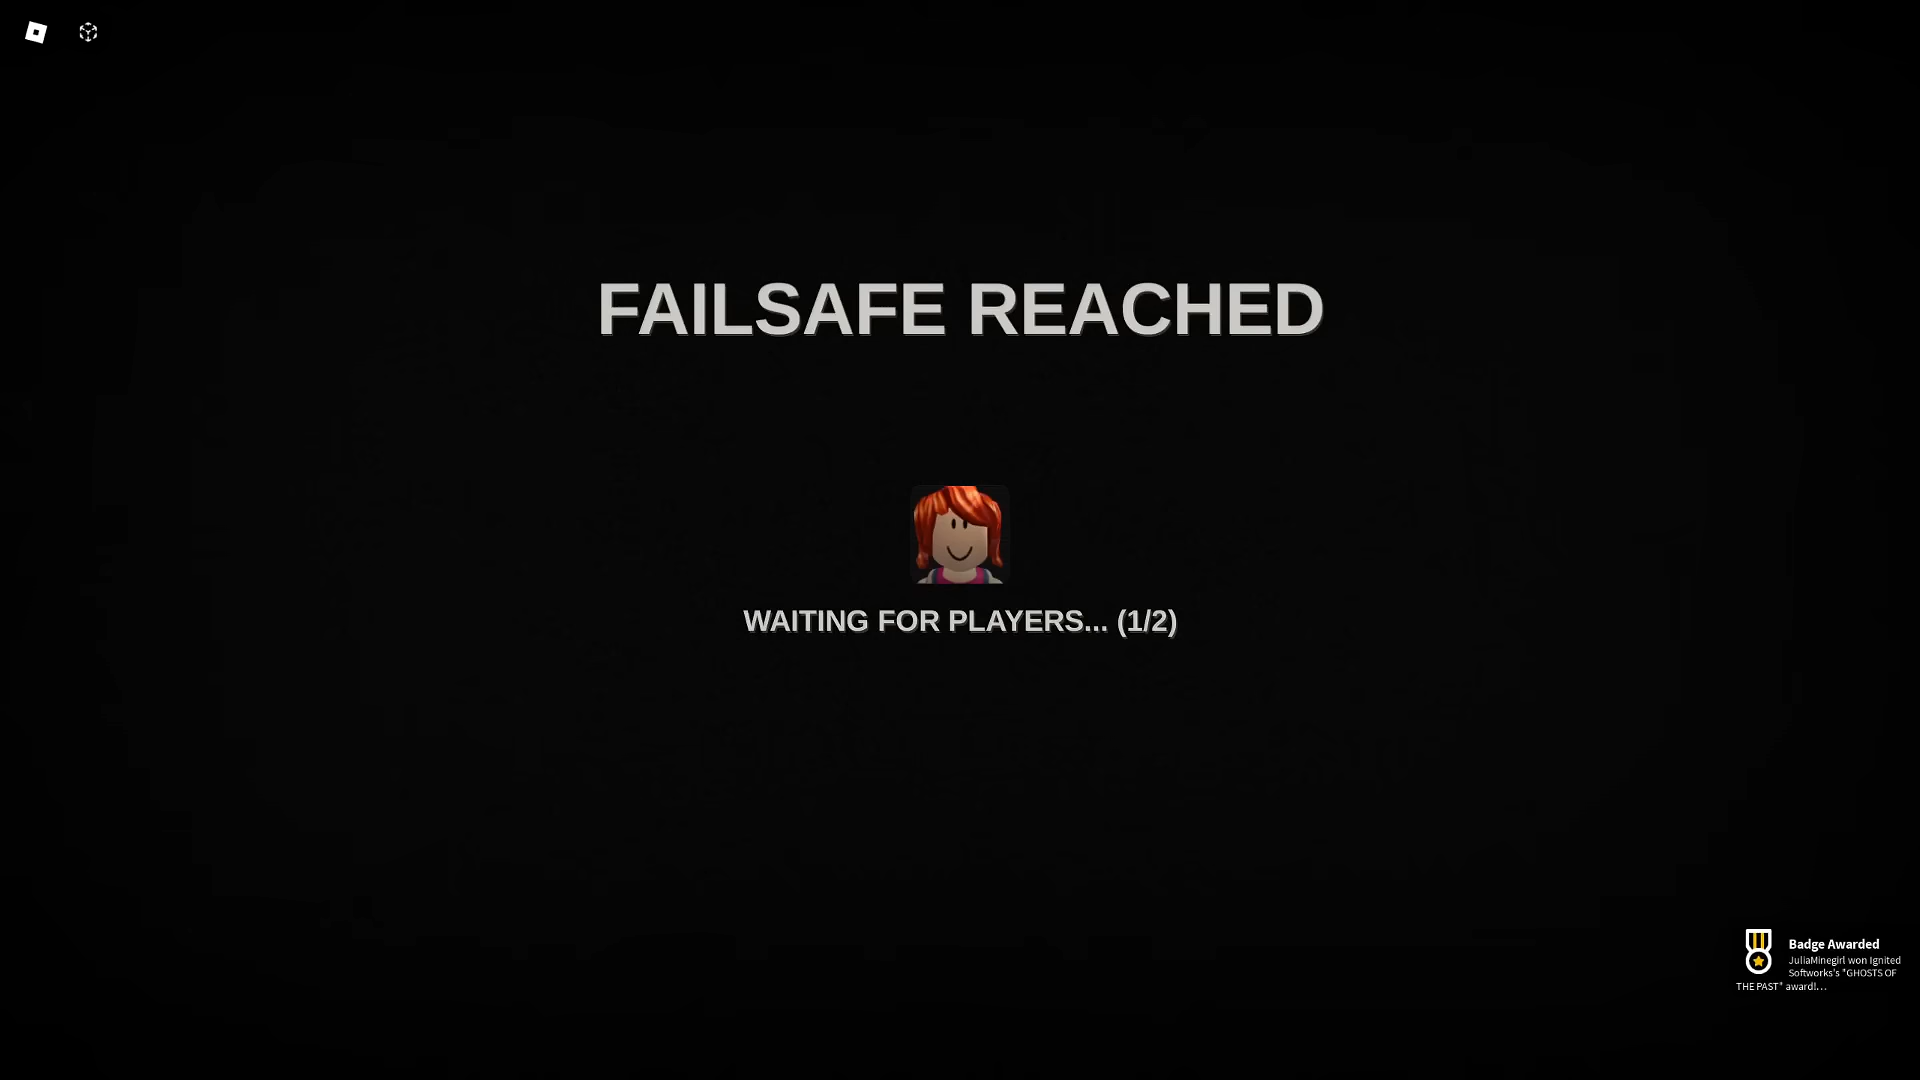 FAILSAFE REACHED
WAITING FOR PLAYERS... (1/2)
Badge Awarded
JuliaMinegirl won Ignited
Softworks's "GHOSTS OF
THE PAST" award!...